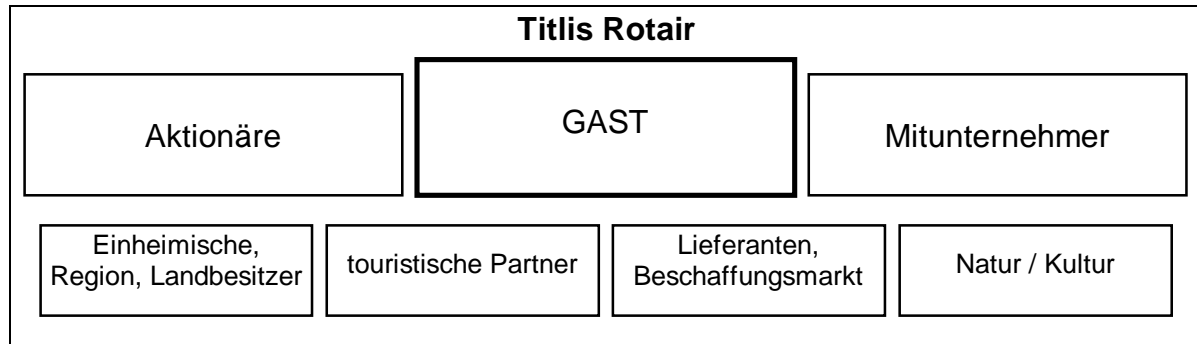 Titlis Rotair
Aktionäre
GAST
Mitunternehmer
Einheimische,
Region, Landbesitzer
touristische Partner
Lieferanten,
Beschaffungsmarkt
Natur / Kultur